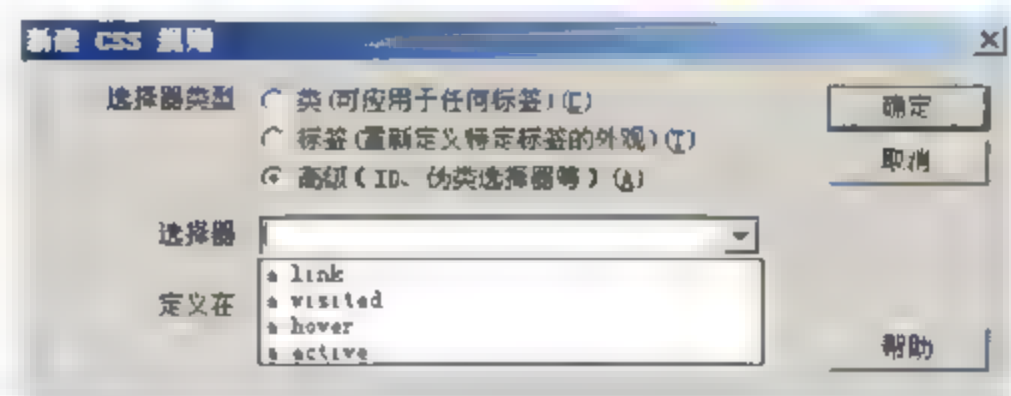 新建 CSS 规则
选择器类型
类(可应用于任何标签)(C)
标签(重新定义特定标签的外观)(T)
高级(ID、伪类选择器等)(A)
选择器
a link
a visited
a hover
a active
定义在
确定
取消
帮助